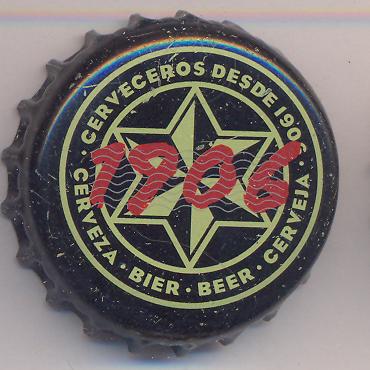 CERVECEROS DESDE 1906
1906
CERVEZA · BIER · BEER · CERVEJA